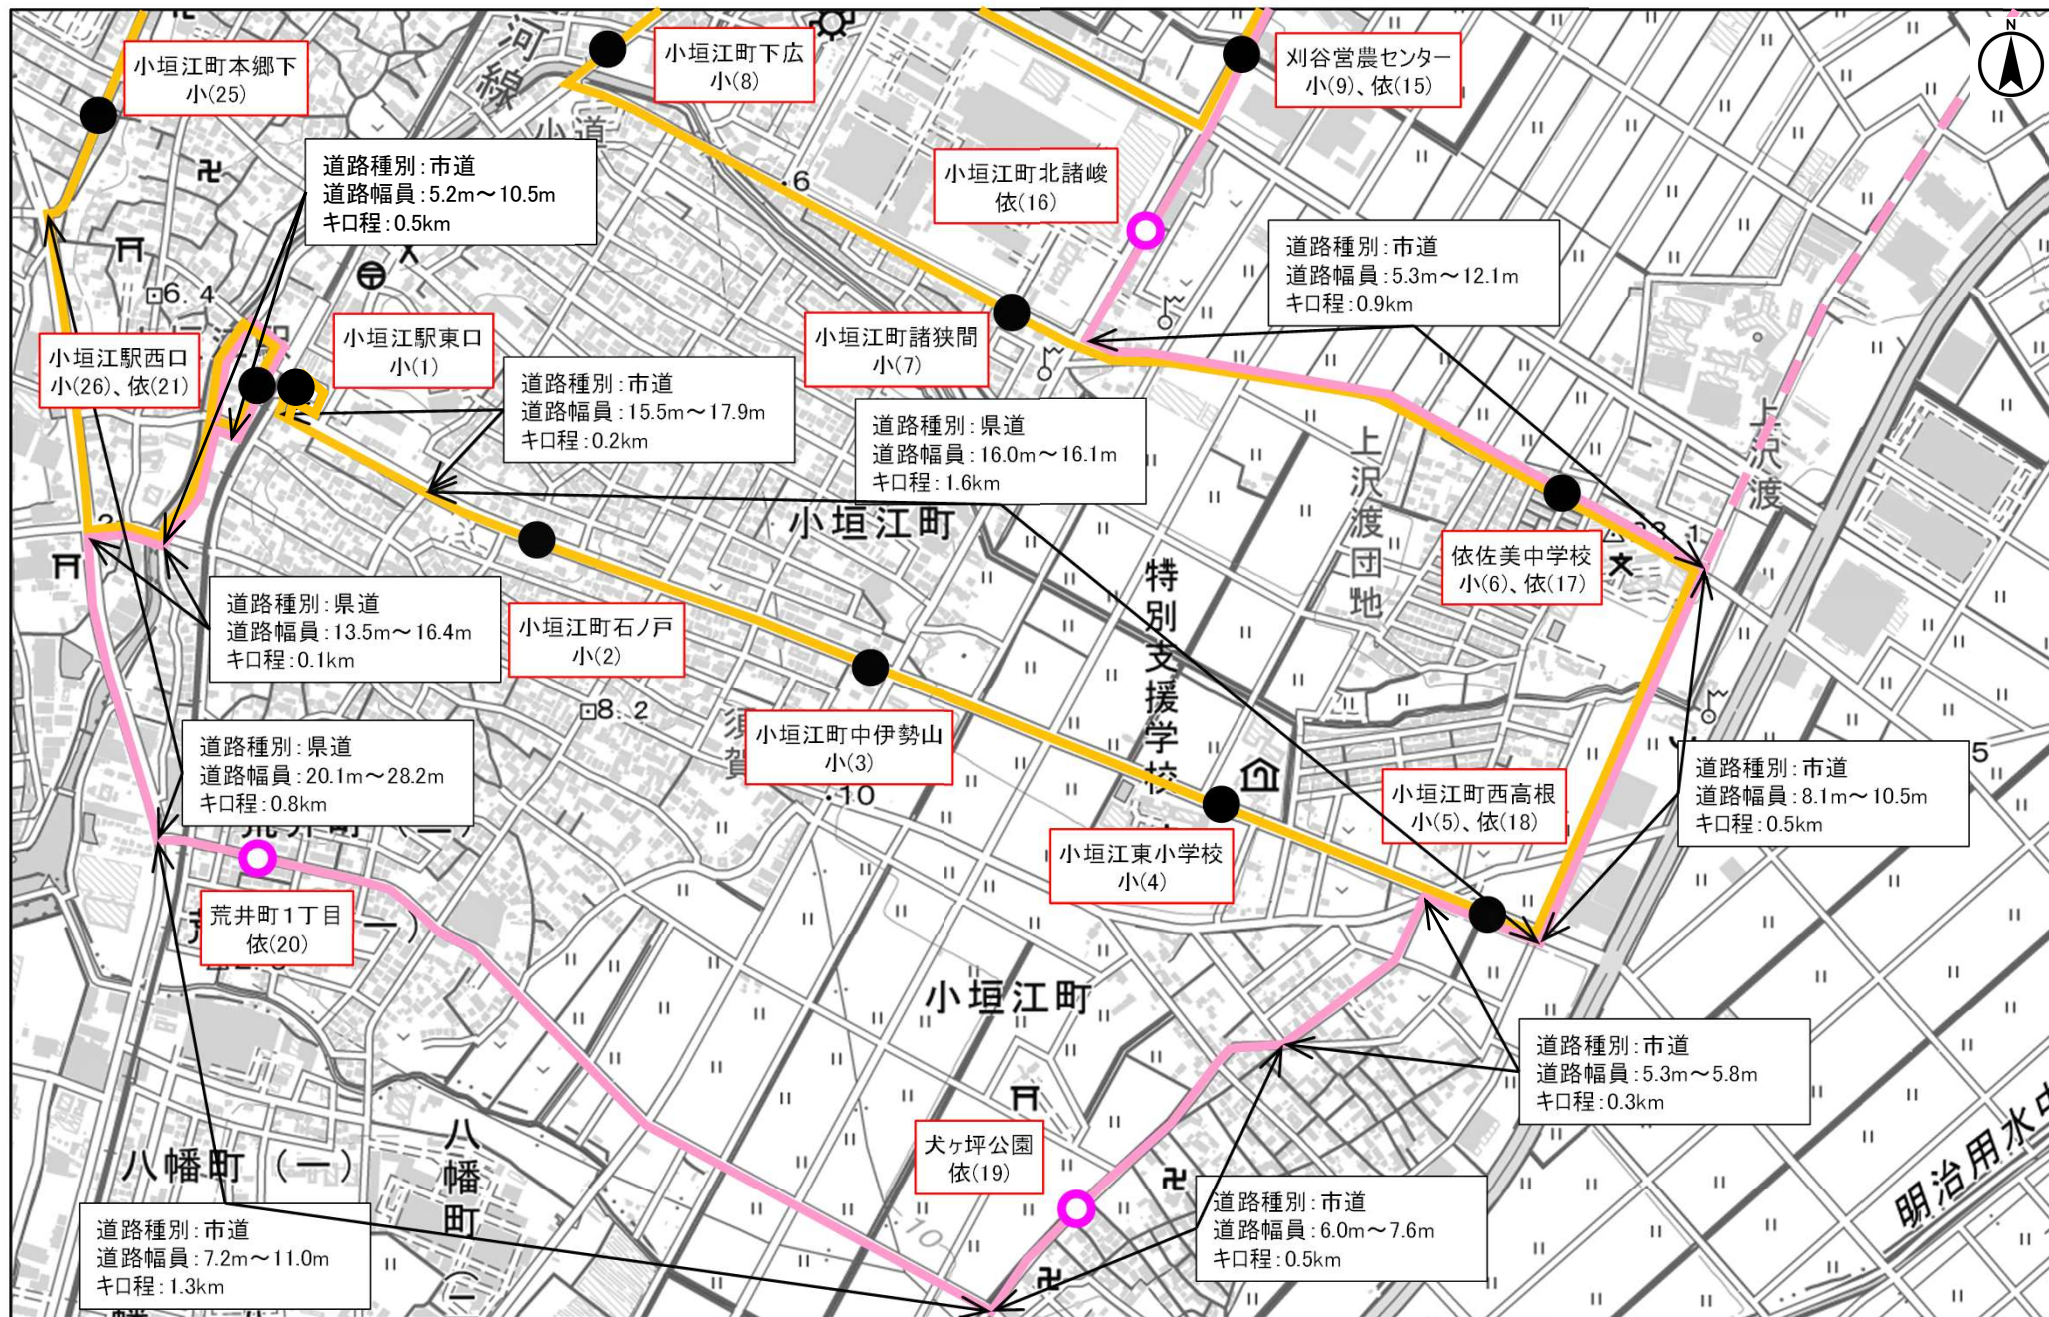 小垣江町本郷下
小(25)
河線
小垣江町下広
小(8)
刈谷営農センター
小(9)、依(15)
N
小道
道路種別:市道
道路幅員:5.2m～10.5m
キロ程:0.5km
6
小垣江町北諸崚
依(16)
道路種別:市道
道路幅員:5.3m～12.1m
キロ程:0.9km
6.4
小垣江駅西口
小(26)、依(21)
小垣江駅東口
小(1)
小垣江町諸狭間
小(7)
道路種別:市道
道路幅員:15.5m～17.9m
キロ程:0.2km
道路種別:県道
道路幅員:16.0m～16.1m
キロ程:1.6km
上沢渡
上沢渡団地
小垣江町
2
依佐美中学校
小(6)、依(17)
特別支援学校
道路種別:県道
道路幅員:13.5m～16.4m
キロ程:0.1km
小垣江町石ノ戸
小(2)
8.2
須賀
小垣江町中伊勢山
小(3)
10
道路種別:県道
道路幅員:20.1m～28.2m
キロ程:0.8km
小垣江町西高根
小(5)、依(18)
道路種別:市道
道路幅員:8.1m～10.5m
キロ程:0.5km
5
小垣江東小学校
小(4)
荒井町1丁目
依(20)
小垣江町
道路種別:市道
道路幅員:5.3m～5.8m
キロ程:0.3km
犬ヶ坪公園
依(19)
八幡町(一)
八幡町(二)
道路種別:市道
道路幅員:6.0m～7.6m
キロ程:0.5km
10
明治用水中
道路種別:市道
道路幅員:7.2m～11.0m
キロ程:1.3km